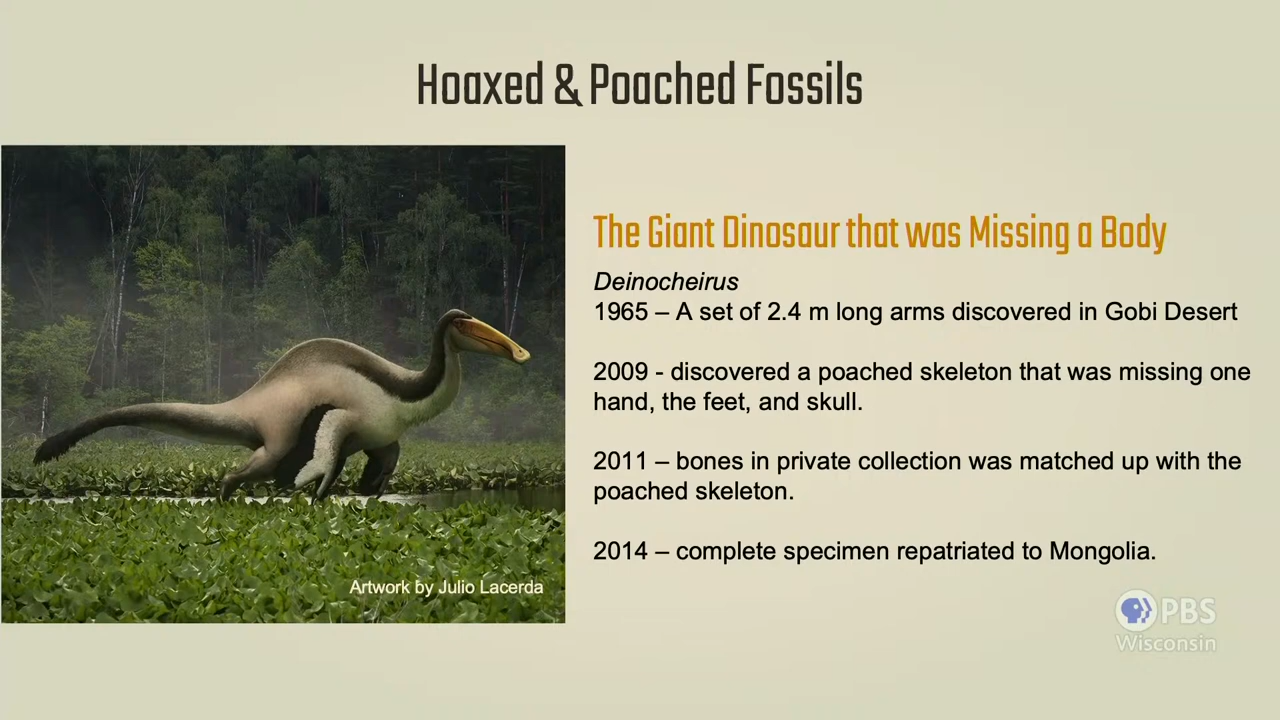 Hoaxed & Poached Fossils
The Giant Dinosaur that was Missing a Body
Deinocheirus
1965 – A set of 2.4 m long arms discovered in Gobi Desert
2009 - discovered a poached skeleton that was missing one
hand, the feet, and skull.
2011 – bones in private collection was matched up with the
poached skeleton.
2014 – complete specimen repatriated to Mongolia.
Artwork by Julio Lacerda
PBS
Wisconsin